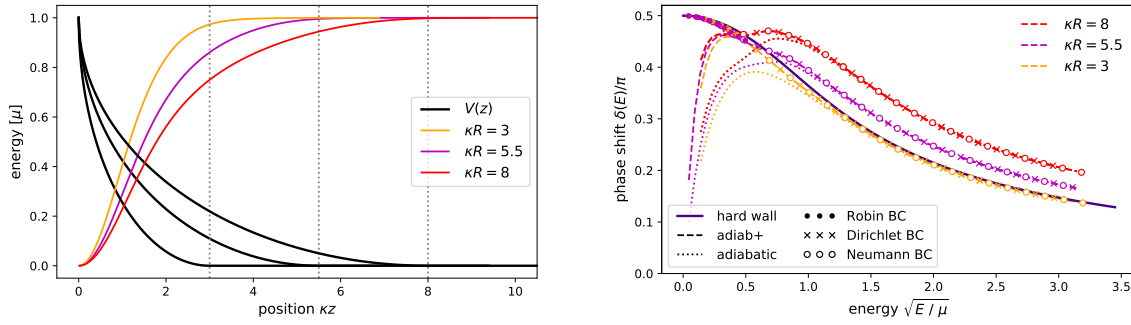 1.0
0.8
0.6
0.4
0.2
0.0
energy [μ]
V(z)
κR = 3
κR = 5.5
κR = 8
0
2
4
6
8
10
position κz
0.5
0.4
0.3
0.2
0.1
0.0
phase shift δ(E)/π
κR = 8
κR = 5.5
κR = 3
hard wall
adiab+
adiabatic
Robin BC
Dirichlet BC
Neumann BC
0.0
0.5
1.0
1.5
2.0
2.5
3.0
3.5
energy √E / μ